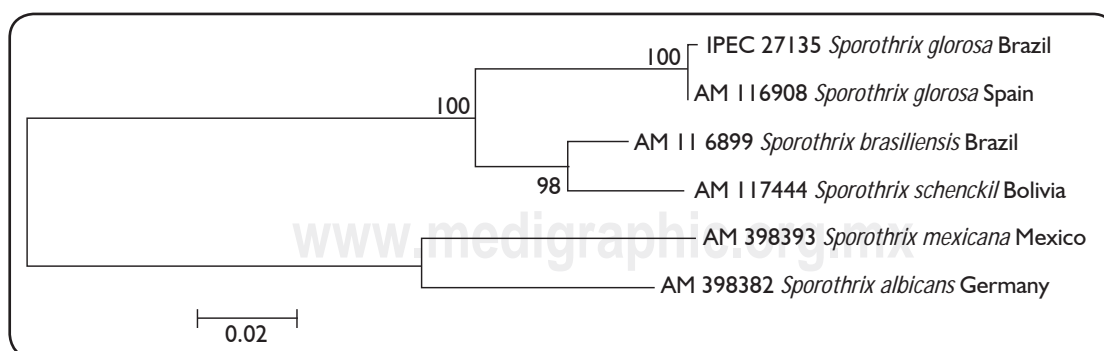 IPEC 27135 Sporothrix glorosa Brazil
100
AM 116908 Sporothrix glorosa Spain
100
AM 11 6899 Sporothrix brasiliensis Brazil
98
AM 117444 Sporothrix schenckil Bolivia
www.medigraphic.org.mx
AM 398393 Sporothrix mexicana Mexico
AM 398382 Sporothrix albicans Germany
0.02